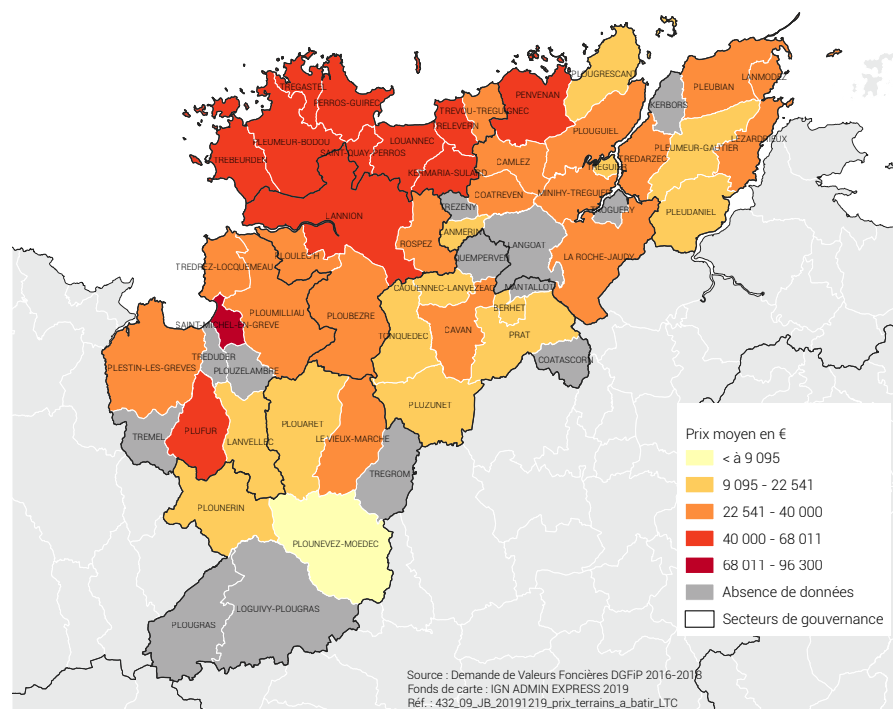 TREGASTEL
PERROS-GUIREC
PLOUGRESCANT
PENVENAN
LANMODEZ
PLEUBIAN
KERBORS
TREVOU-TREGUIGNEC
TRELEVERN
PLOUGUIEL
LEZARDRIEUX
PLEUMEUR-BODOU
LOUANNEC
SAINT-QUAY-PERROS
TREBEURDEN
CAMLEZ
PLEUMEUR-GAUTIER
TREDARZEC
TREGUIER
KERMARIA-SULARD
COATREVEN
MINIHY-TREGUIER
TREZENY
TROGUERY
PLEUDANIEL
LANNION
LANMERIN
ROSPEZ
LANGOAT
QUEMPERVEN
LA ROCHE-JAUDY
PLOULEC'H
TREDREZ-LOCQUEMEAU
CAOUENNEC-LANVEZEAC
MANTALLOT
BERHET
PLOUMILLIAU
PLOUBEZRE
SAINT-MICHEL-EN-GREVE
TONQUEDEC
CAVAN
PRAT
TREDUDER
COATASCORN
PLESTIN-LES-GREVES
PLOUZELAMBRE
PLUZUNET
TREMEL
PLUFUR
LANVELLEC
PLOUARET
LE VIEUX-MARCHE
TREGROM
PLOUNERIN
PLOUNEVEZ-MOEDEC
LOGUIVY-PLOUGRAS
PLOUGRAS
Prix moyen en €
< à 9 095
9 095 - 22 541
22 541 - 40 000
40 000 - 68 011
68 011 - 96 300
Absence de données
Secteurs de gouvernance
Source : Demande de Valeurs Foncières DGFiP 2016-2018
Fonds de carte : IGN ADMIN EXPRESS 2019
Réf. : 432_09_JB_20191219_prix_terrains_a_batir_LTC